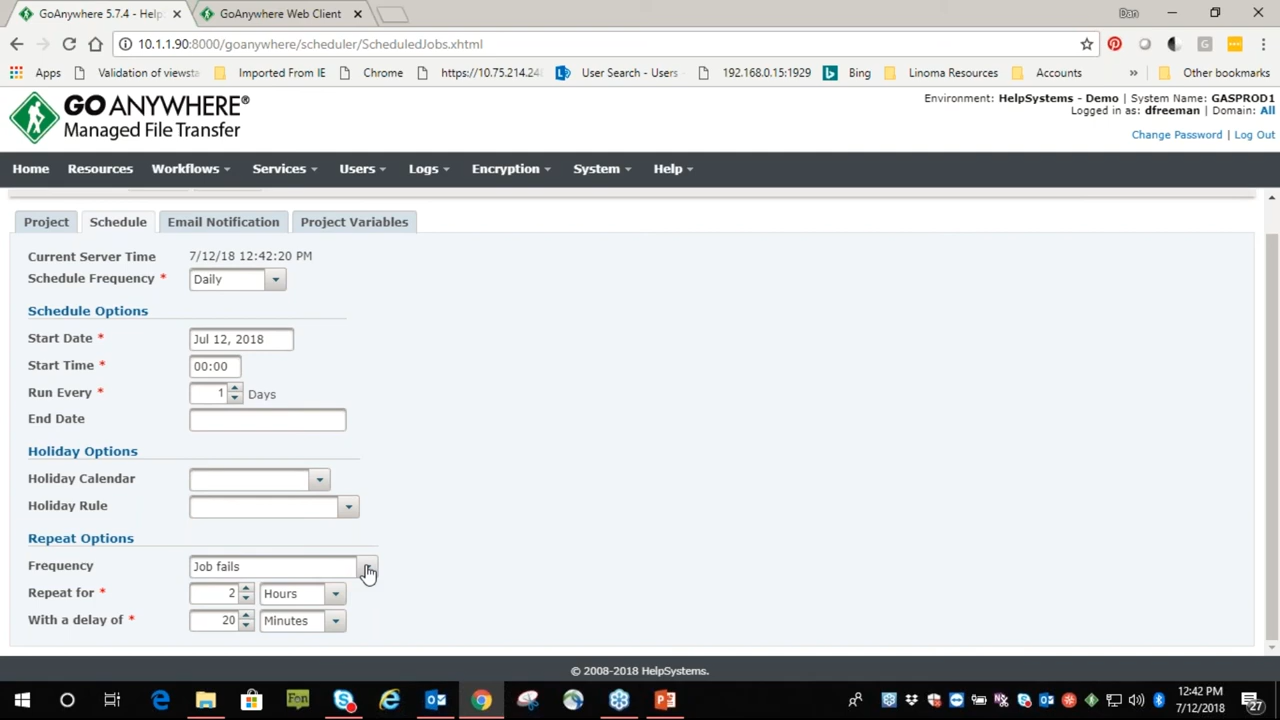 GoAnywhere 5.7.4 - Help
GoAnywhere Web Client
Dan
10.1.1.90:8000/goanywhere/scheduler/ScheduledJobs.xhtml
Apps
Validation of viewsta
Imported From IE
Chrome
https://10.75.214.24
User Search - Users
192.168.0.15:1929
Bing
Linoma Resources
Accounts
»
Other bookmarks
GO ANYWHERE®
Managed File Transfer
Environment: HelpSystems - Demo | System Name: GASPROD1
Logged in as: dfreeman | Domain: All
Change Password | Log Out
Home Resources Workflows Services Users Logs Encryption System Help
Project Schedule Email Notification Project Variables
Current Server Time 7/12/18 12:42:20 PM
Schedule Frequency * Daily
Schedule Options
Start Date * Jul 12, 2018
Start Time * 00:00
Run Every * 1 Days
End Date
Holiday Options
Holiday Calendar
Holiday Rule
Repeat Options
Frequency Job fails
Repeat for * 2 Hours
With a delay of * 20 Minutes
© 2008-2018 HelpSystems.
Fon
12:42 PM
7/12/2018
27